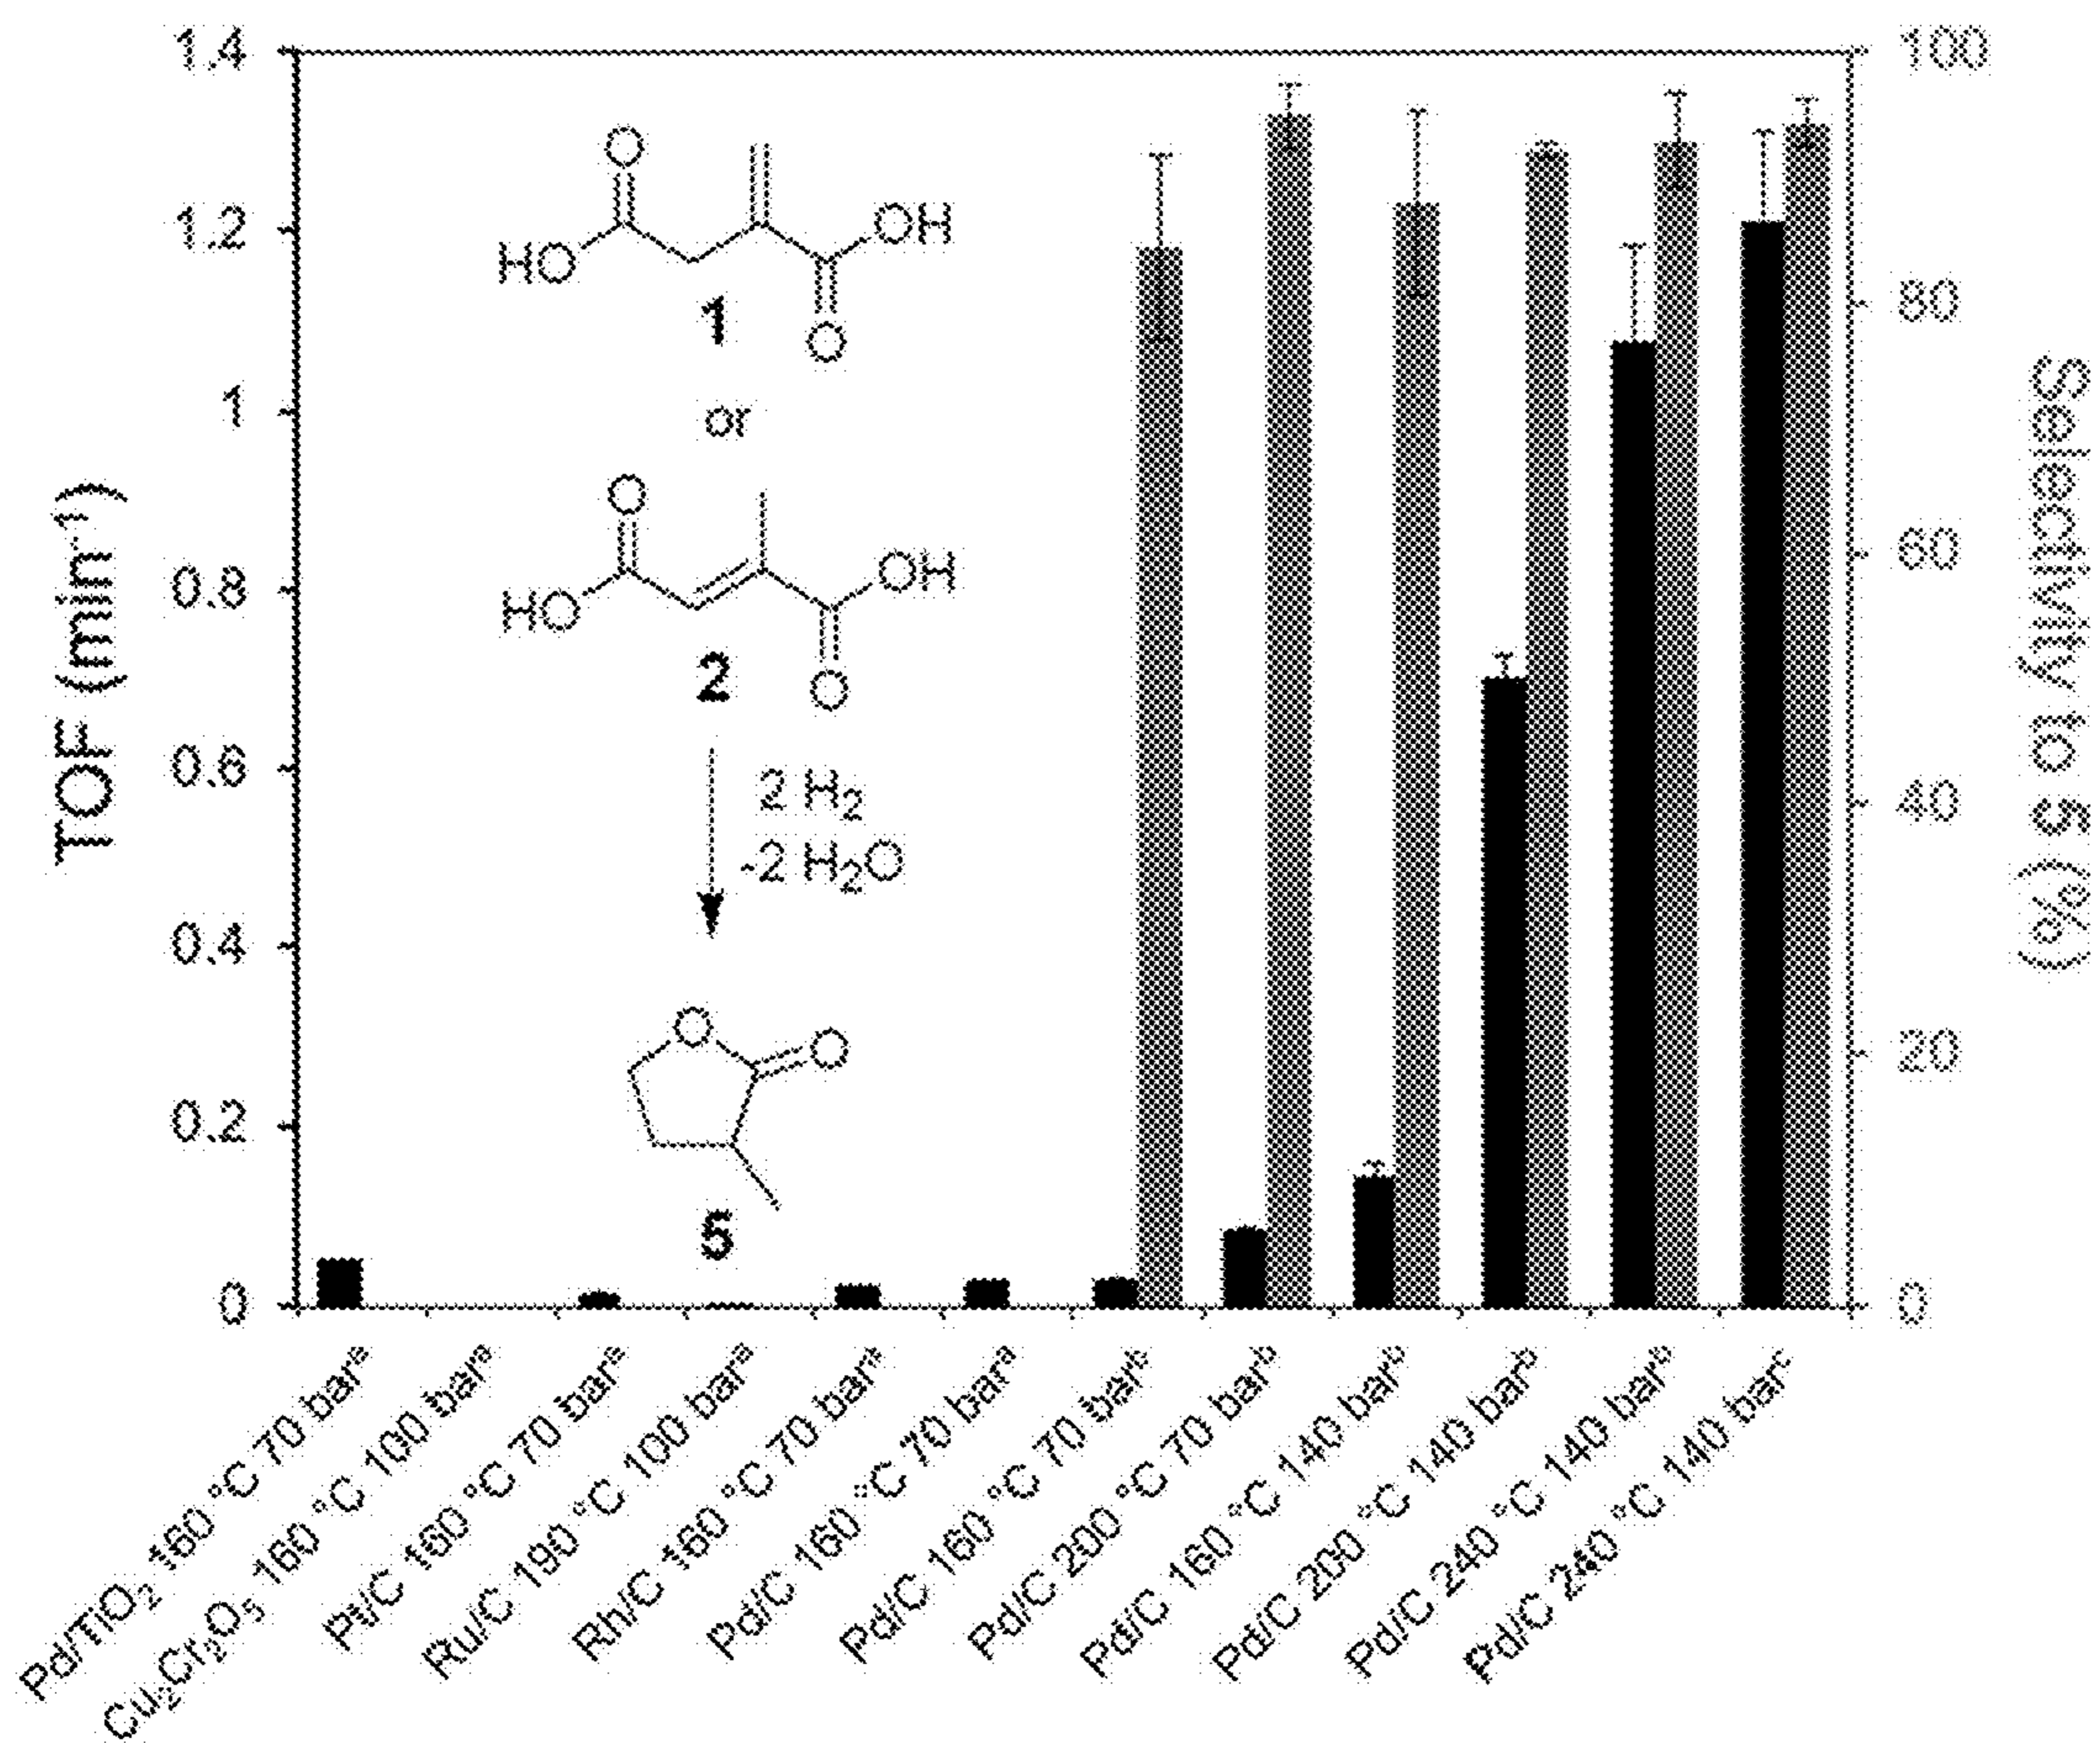 TOF (min⁻¹)
1.4
1.2
1
0.8
0.6
0.4
0.2
0
O
HO
OH
O
1
or
O
HO
OH
O
2
2 H₂
-2 H₂O
O
O
5
100
80
60
40
20
0
Selectivity to 5 (%)
Pd/TiO₂ 160 °C 70 barᵃ
Cu₂Cr₂O₅ 160 °C 100 barᵃ
Pt/C 160 °C 70 barᵃ
Ru/C 190 °C 100 barᵃ
Rh/C 160 °C 70 barᵃ
Pd/C 160 °C 70 barᵃ
Pd/C 160 °C 70 barᵇ
Pd/C 200 °C 70 barᵇ
Pd/C 160 °C 140 barᵇ
Pd/C 200 °C 140 barᵇ
Pd/C 240 °C 140 barᵇ
Pd/C 240 °C 140 barᶜ